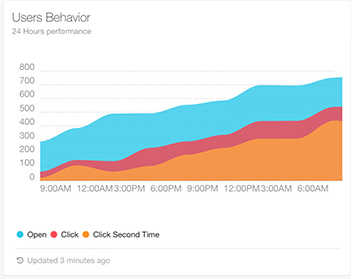 Users Behavior
24 Hours performance
800
700
600
500
400
300
200
100
0
9:00AM 12:00AM 3:00PM 6:00PM 9:00PM 12:00PM 3:00AM 6:00AM
Open Click Click Second Time
Updated 3 minutes ago